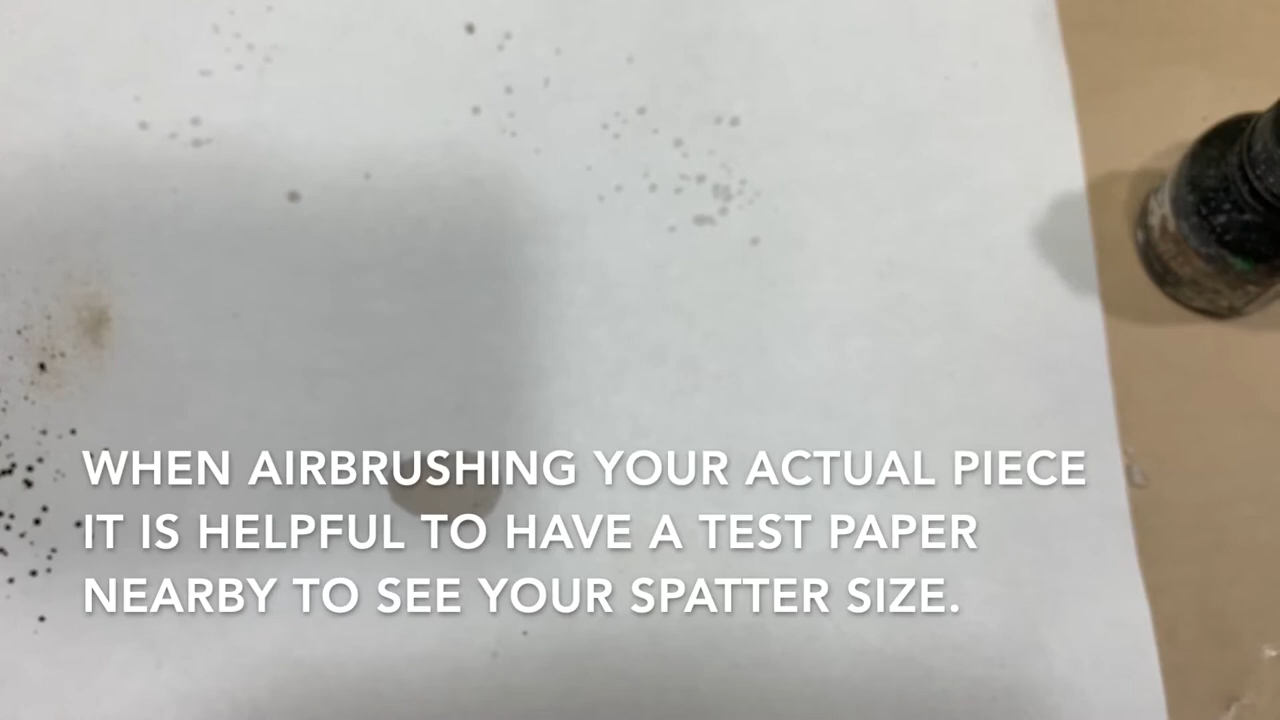 WHEN AIRBRUSHING YOUR ACTUAL PIECE
IT IS HELPFUL TO HAVE A TEST PAPER
NEARBY TO SEE YOUR SPATTER SIZE.